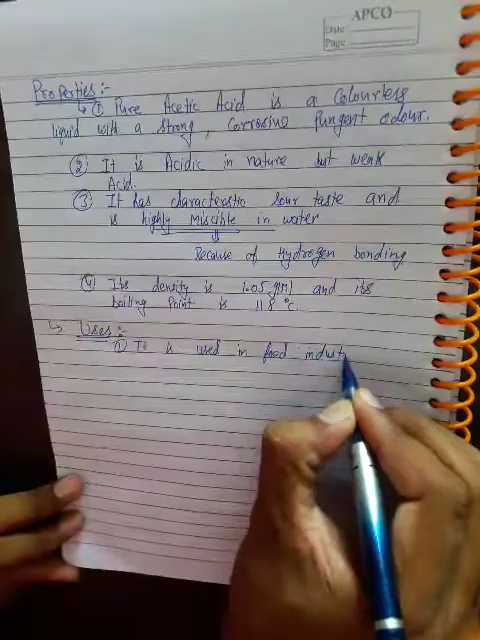 APCO
Date
Page
Properties:-
↳ ① Pure Acetic Acid is a Colourless
liquid with a strong, Corrosive Pungent odour.
② It is Acidic in nature but weak
Acid.
③ It has characterstic Sour taste and
is highly Miscible in water
⇓
Because of Hydrogen bonding
④ Its density is 1.05 g/Ml and its
boiling Point is 118 °C.
↳ Uses:-
① It is used in food indust